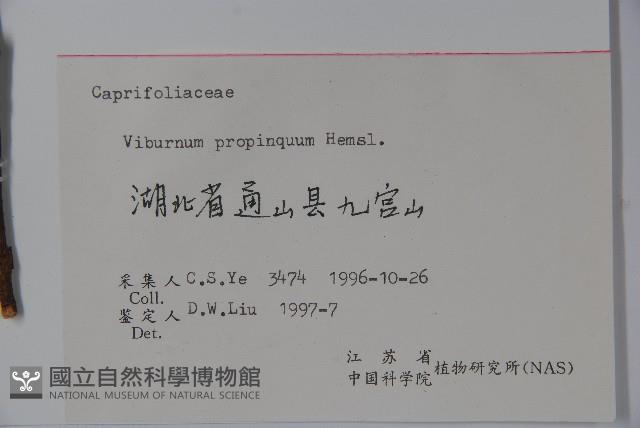 Caprifoliaceae
Viburnum propinquum Hemsl.
湖北省通山县九宫山
采集人 C.S.Ye 3474 1996-10-26
Coll.
鉴定人 D.W.Liu 1997-7
Det.
江苏省
中国科学院 植物研究所(NAS)
國立自然科學博物館
NATIONAL MUSEUM OF NATURAL SCIENCE